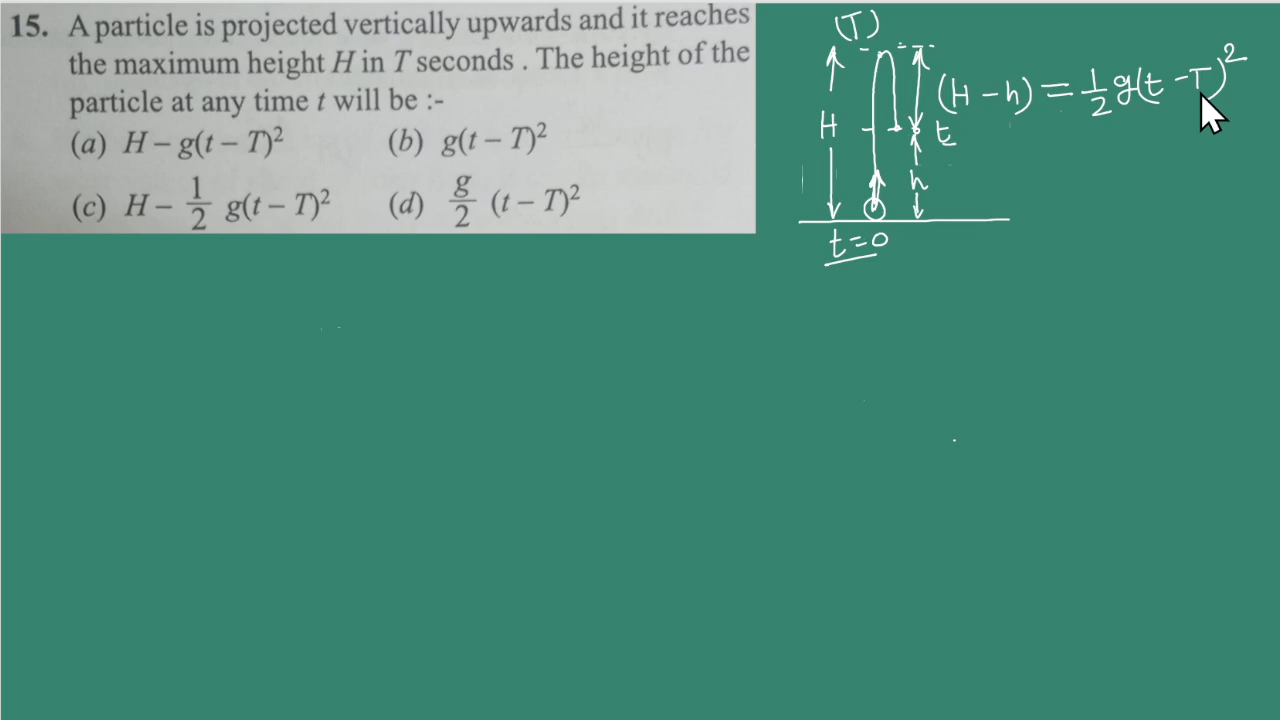 15. A particle is projected vertically upwards and it reaches
the maximum height H in T seconds . The height of the
particle at any time t will be :-
(a) H – g(t – T)² (b) g(t – T)²
(c) H – 1/2 g(t – T)² (d) g/2 (t – T)²
(T)
(H - h) = 1/2 g(t - T)²
H
t
h
t=0